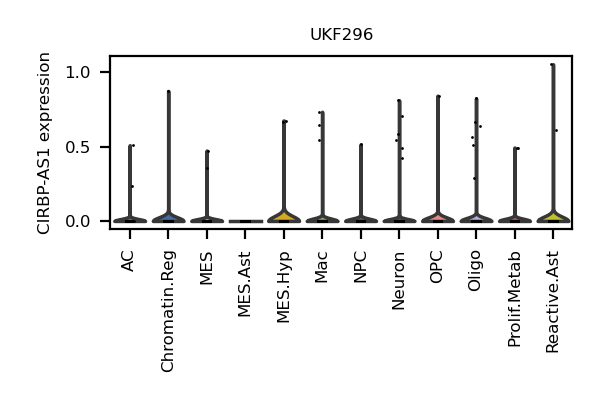 UKF296
CIRBP-AS1 expression
1.0
0.5
0.0
AC
Chromatin.Reg
MES
MES.Ast
MES.Hyp
Mac
NPC
Neuron
OPC
Oligo
Prolif.Metab
Reactive.Ast